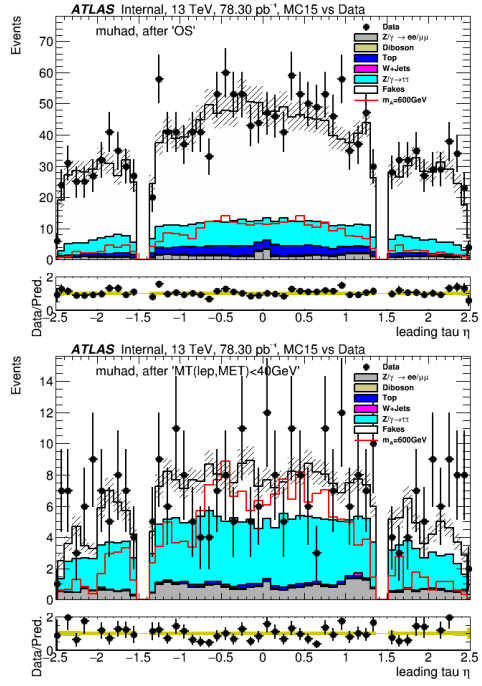 ATLAS Internal, 13 TeV, 78.30 pb⁻¹, MC15 vs Data
Events
muhad, after 'OS'
Data
Z/γ → ee/μμ
Diboson
Top
W+Jets
Z/γ→ττ
Fakes
m_A=600GeV
70
60
50
40
30
20
10
0
Data/Pred.
2
1
0
−2.5 −2 −1.5 −1 −0.5 0 0.5 1 1.5 2 2.5
leading tau η
ATLAS Internal, 13 TeV, 78.30 pb⁻¹, MC15 vs Data
Events
muhad, after 'MT(lep,MET)<40GeV'
Data
Z/γ → ee/μμ
Diboson
Top
W+Jets
Z/γ→ττ
Fakes
m_A=600GeV
14
12
10
8
6
4
2
0
Data/Pred.
2
1
0
−2.5 −2 −1.5 −1 −0.5 0 0.5 1 1.5 2 2.5
leading tau η